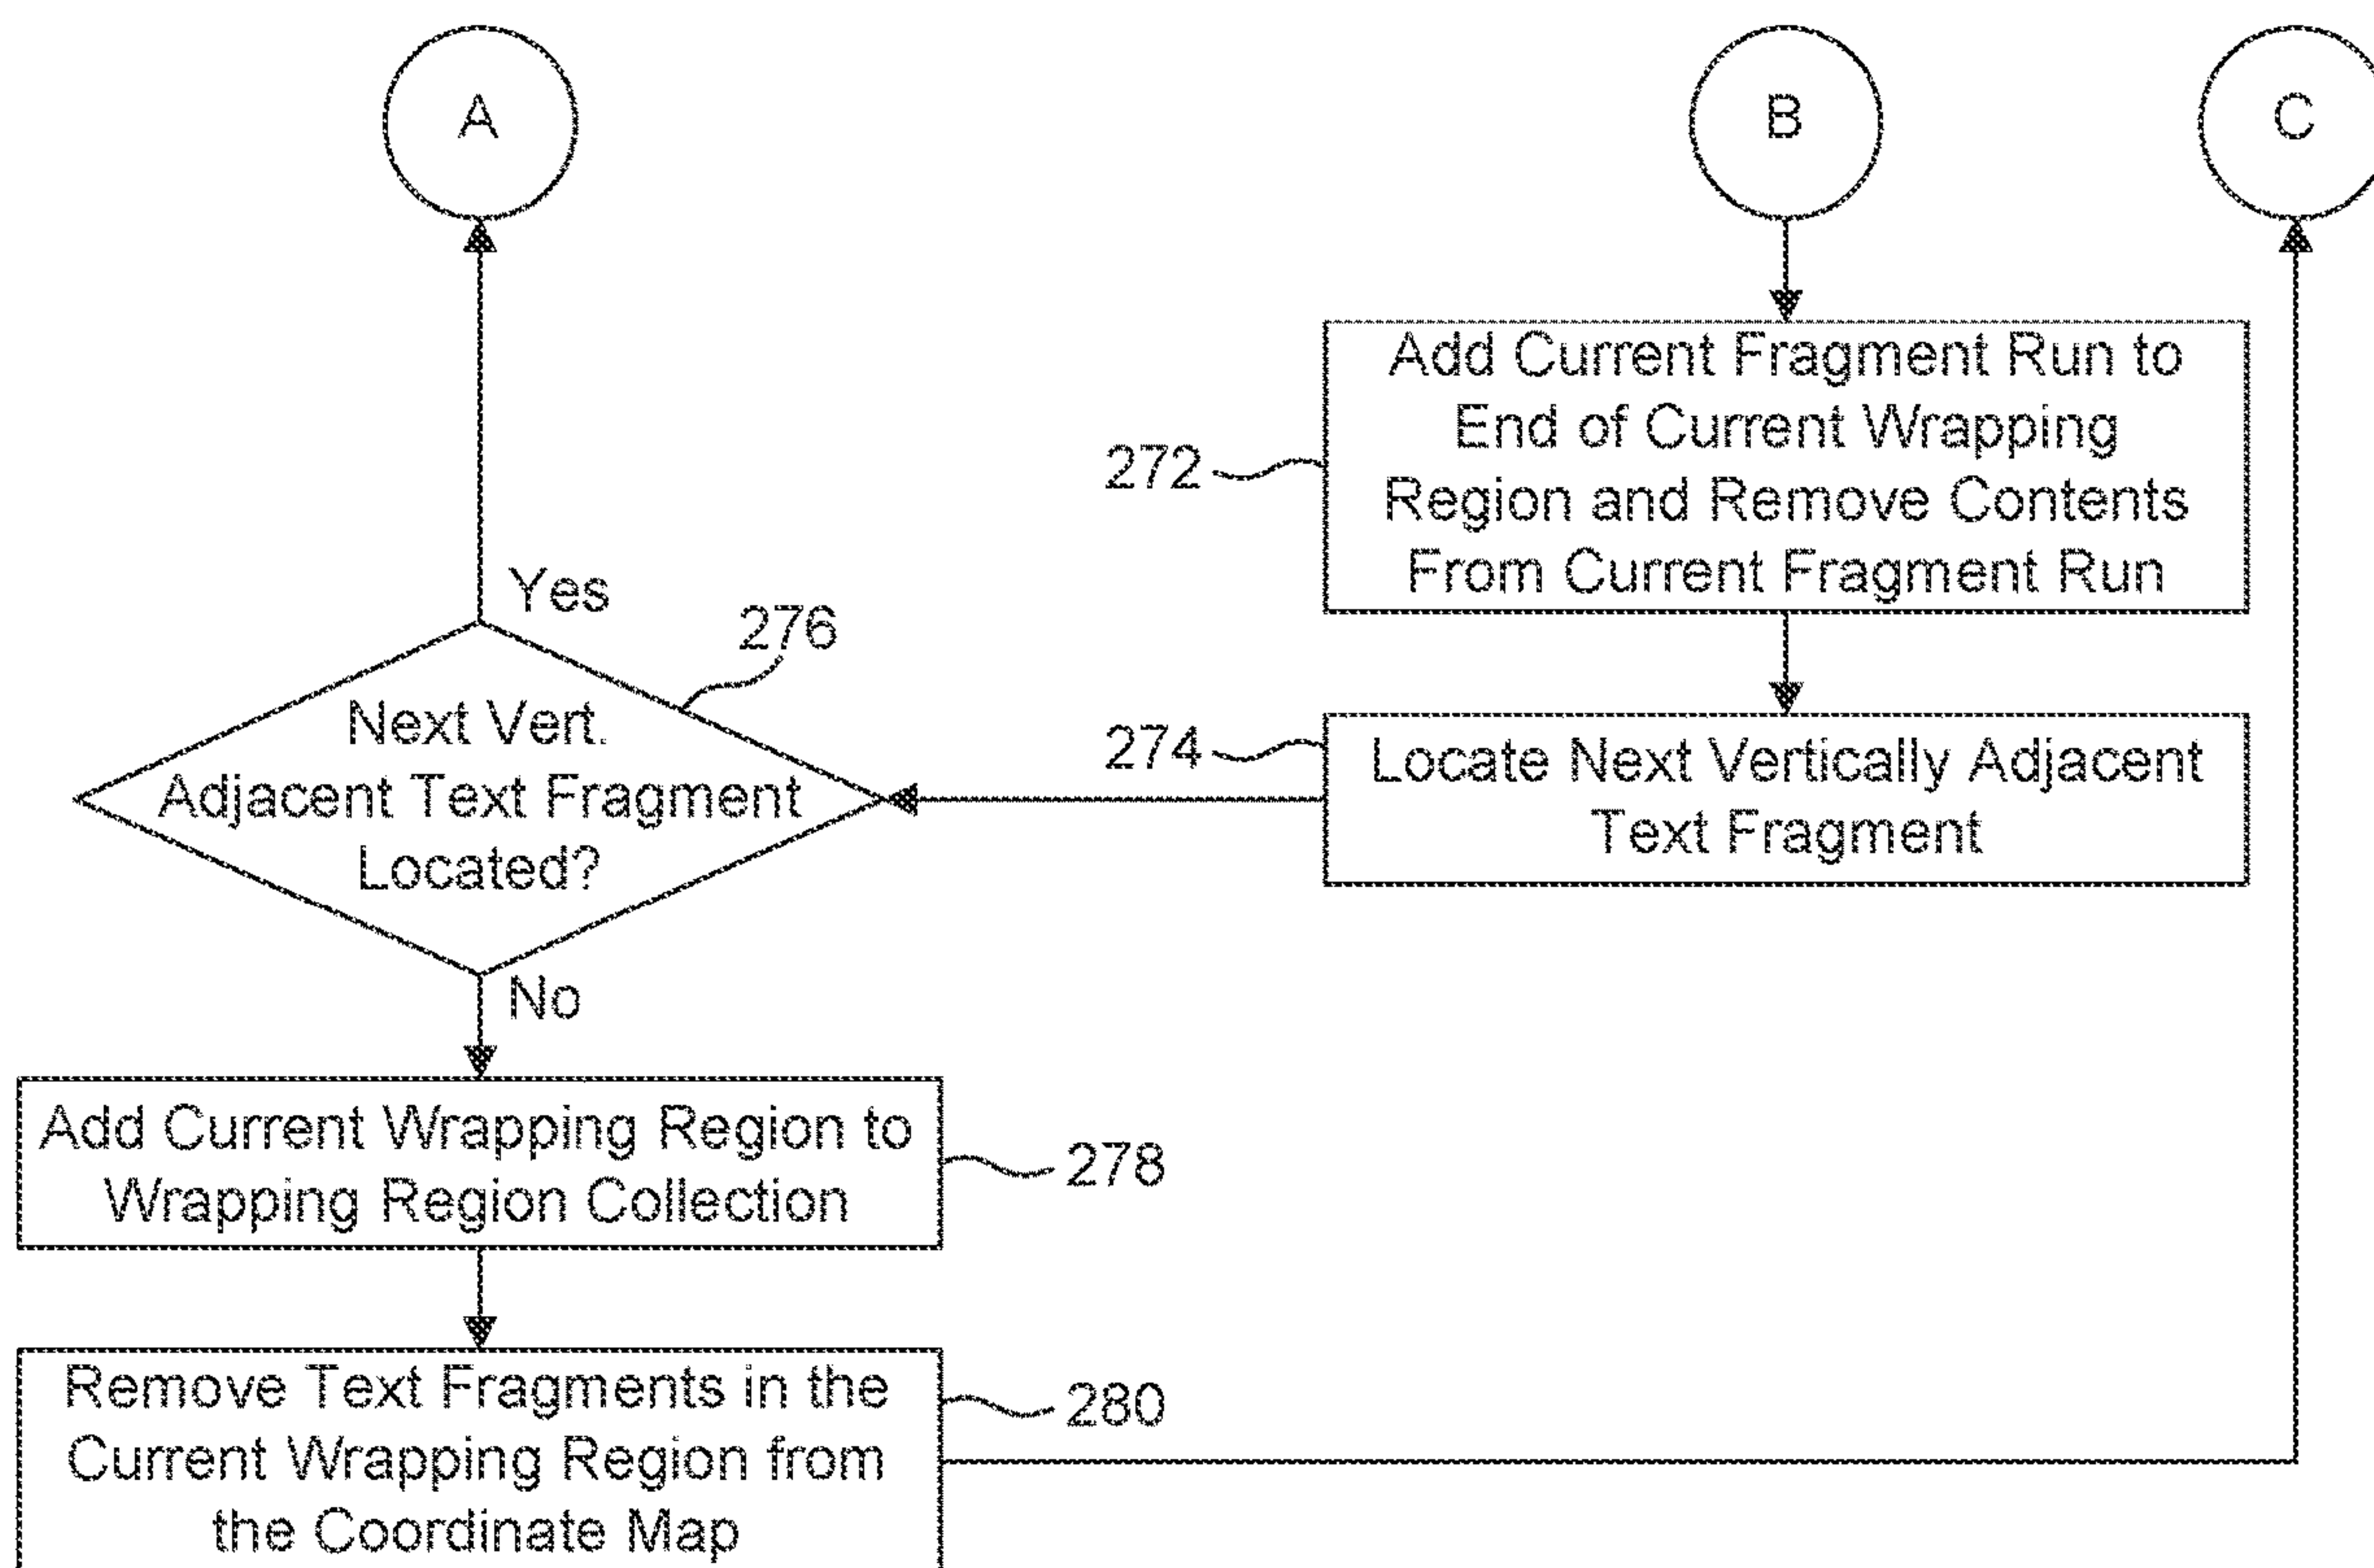 A
B
C
Add Current Fragment Run to
End of Current Wrapping
Region and Remove Contents
From Current Fragment Run
272
Yes
276
Next Vert.
Adjacent Text Fragment
Located?
274
Locate Next Vertically Adjacent
Text Fragment
No
Add Current Wrapping Region to
Wrapping Region Collection
278
Remove Text Fragments in the
Current Wrapping Region from
the Coordinate Map
280